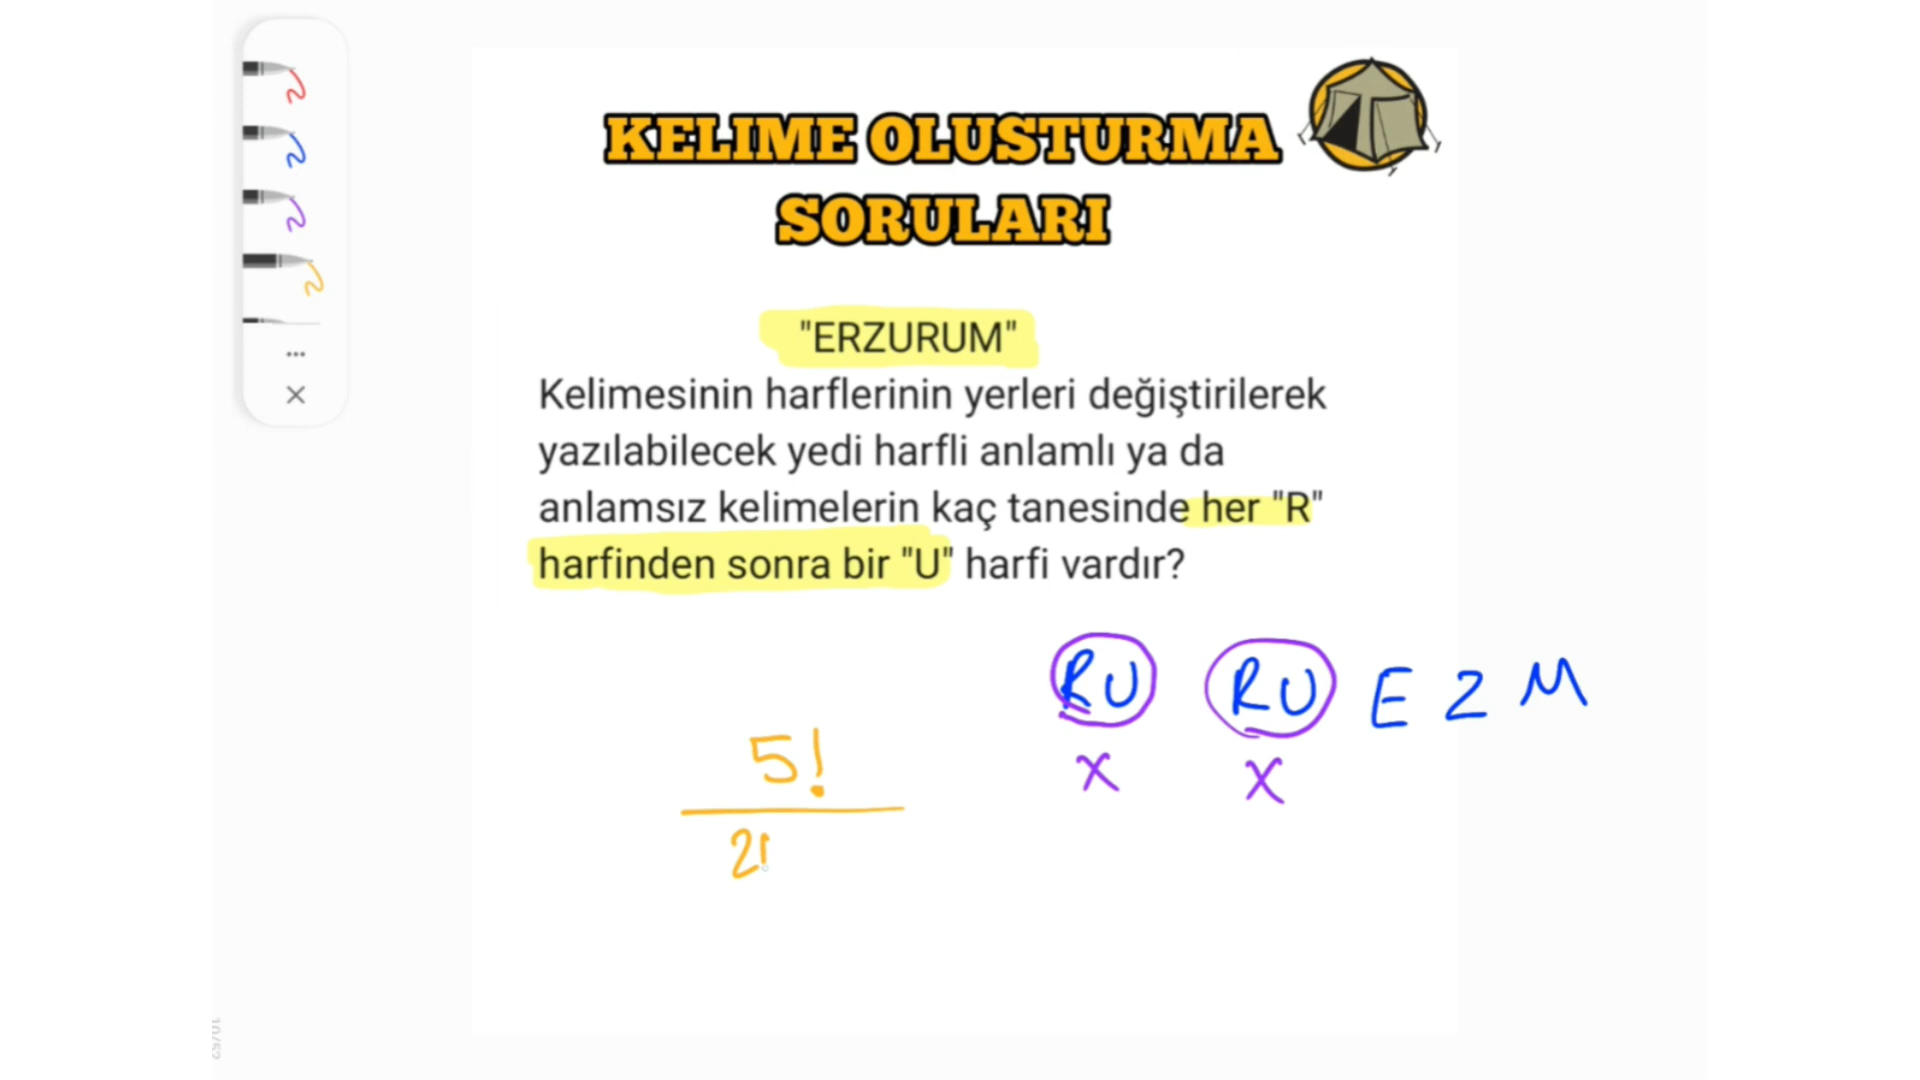 KELIME OLUSTURMA
SORULARI
"ERZURUM"
Kelimesinin harflerinin yerleri değiştirilerek
yazılabilecek yedi harfli anlamlı ya da
anlamsız kelimelerin kaç tanesinde her "R"
harfinden sonra bir "U" harfi vardır?
RU RU E Z M
x x
5!
2!